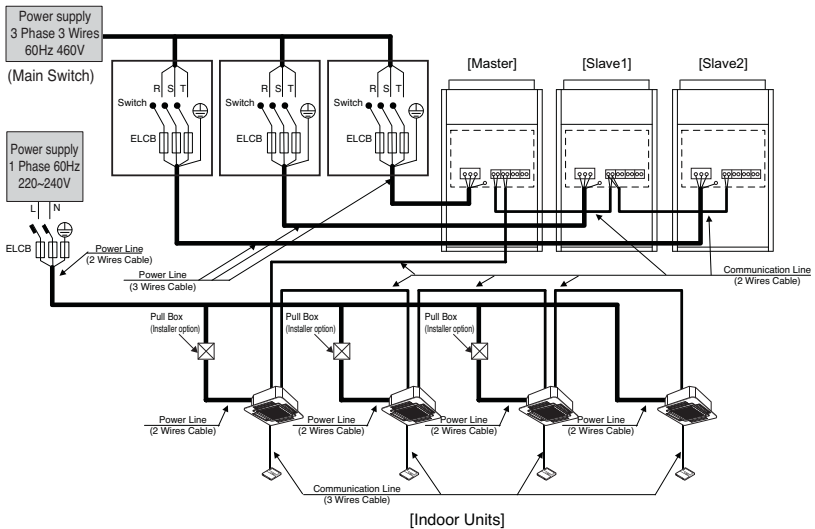 Power supply
3 Phase 3 Wires
60Hz 460V
(Main Switch)
[Master]
[Slave1]
[Slave2]
R S T
Switch
ELCB
R S T
Switch
ELCB
R S T
Switch
ELCB
Power supply
1 Phase 60Hz
220~240V
L N
ELCB
Power Line
(2 Wires Cable)
Power Line
(3 Wires Cable)
Communication Line
(2 Wires Cable)
Pull Box
(Installer option)
Pull Box
(Installer option)
Pull Box
(Installer option)
Power Line
(2 Wires Cable)
Power Line
(2 Wires Cable)
Power Line
(2 Wires Cable)
Power Line
(2 Wires Cable)
Communication Line
(3 Wires Cable)
[Indoor Units]